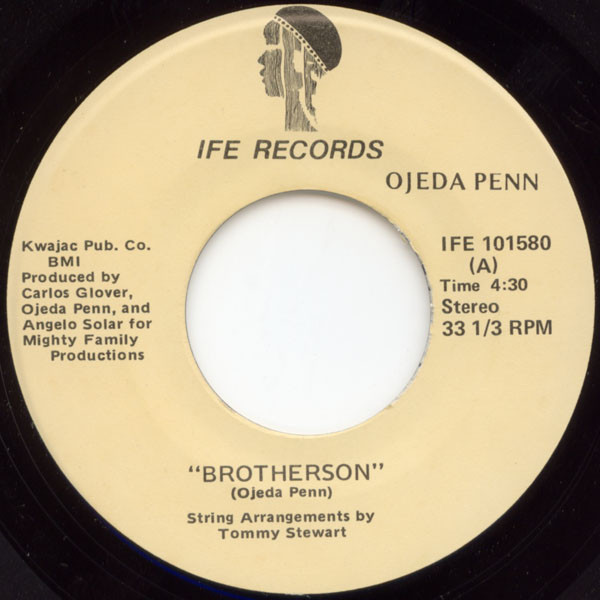 IFE RECORDS
OJEDA PENN
Kwajac Pub. Co.
BMI
Produced by
Carlos Glover,
Ojeda Penn, and
Angelo Solar for
Mighty Family
Productions
IFE 101580
(A)
Time 4:30
Stereo
33 1/3 RPM
"BROTHERSON"
(Ojeda Penn)
String Arrangements by
Tommy Stewart